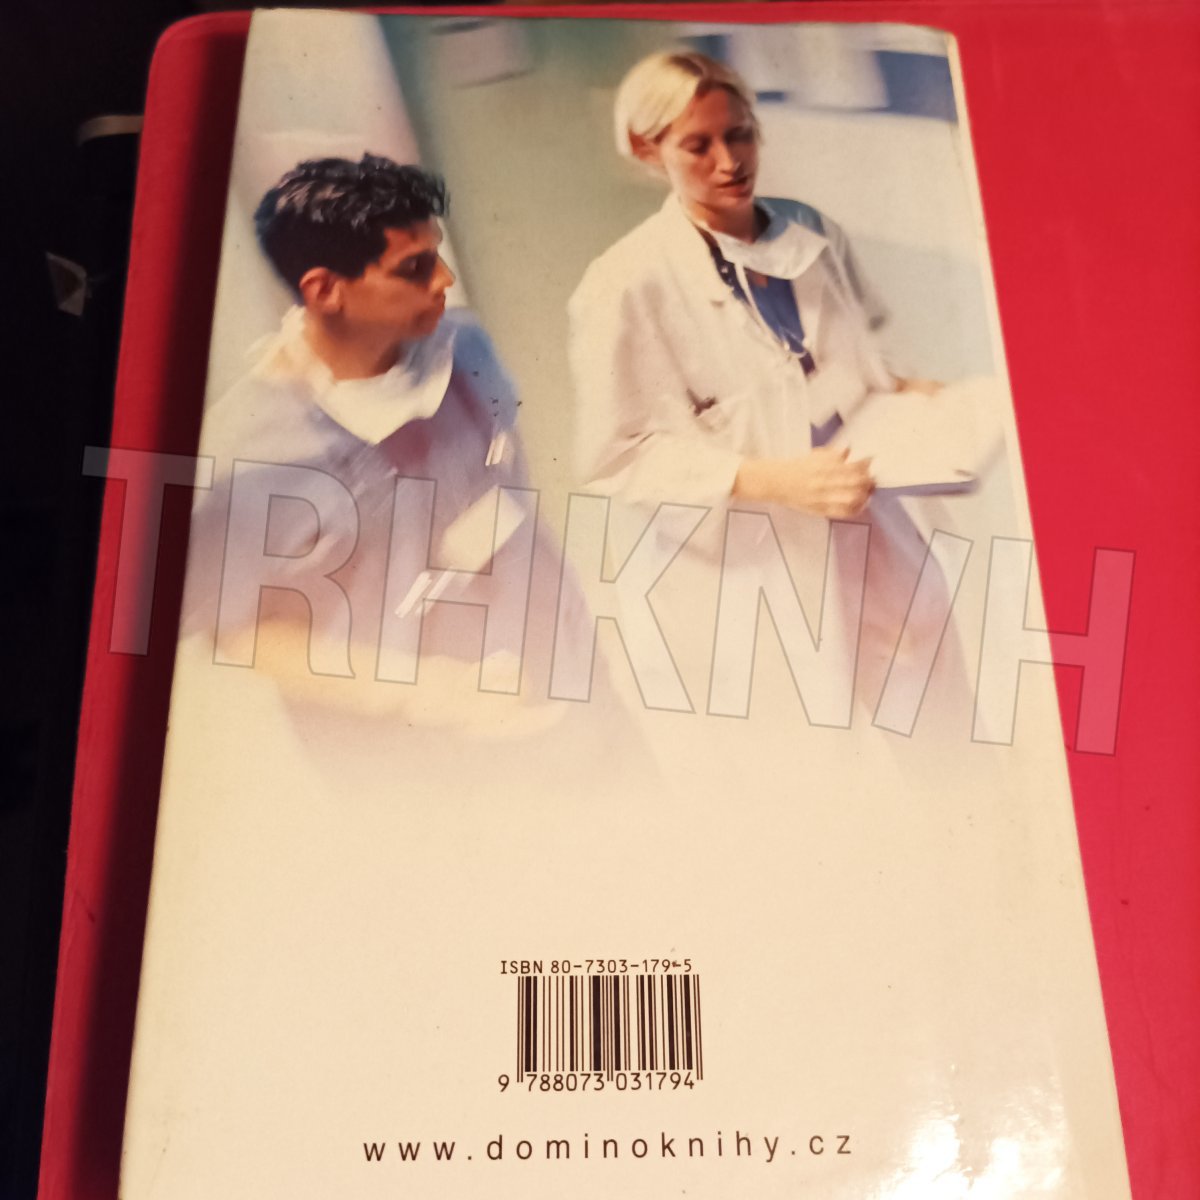 TRHKNIH
ISBN 80-7303-179-5
9 788073 031794
www.dominoknihy.cz